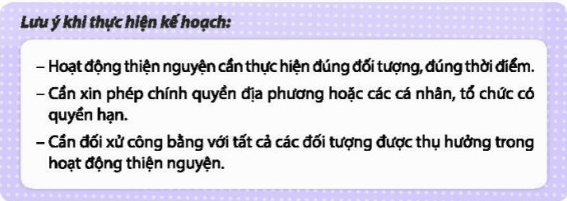 Lưu ý khi thực hiện kế hoạch:
– Hoạt động thiện nguyện cần thực hiện đúng đối tượng, đúng thời điểm.
– Cần xin phép chính quyền địa phương hoặc các cá nhân, tổ chức có
quyền hạn.
– Cần đối xử công bằng với tất cả các đối tượng được thụ hưởng trong
hoạt động thiện nguyện.